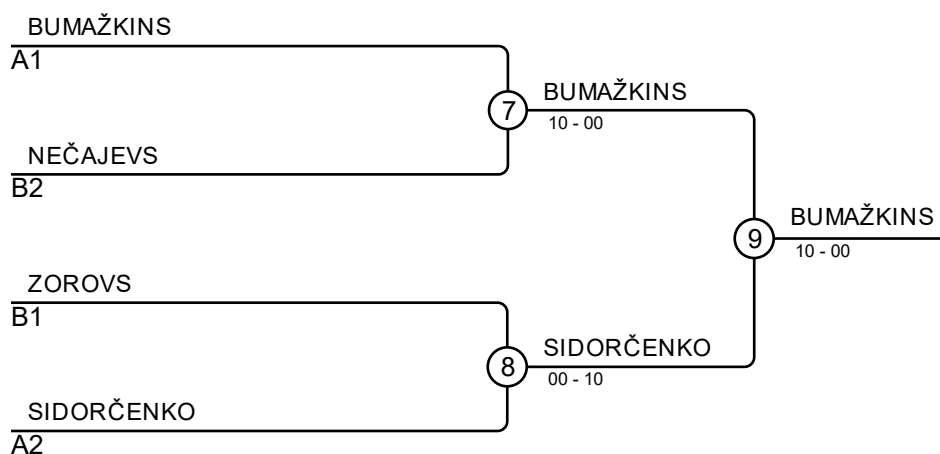 BUMAŽKINS
A1
7
BUMAŽKINS
10 - 00
NEČAJEVS
B2
9
BUMAŽKINS
10 - 00
ZOROVS
B1
8
SIDORČENKO
00 - 10
SIDORČENKO
A2